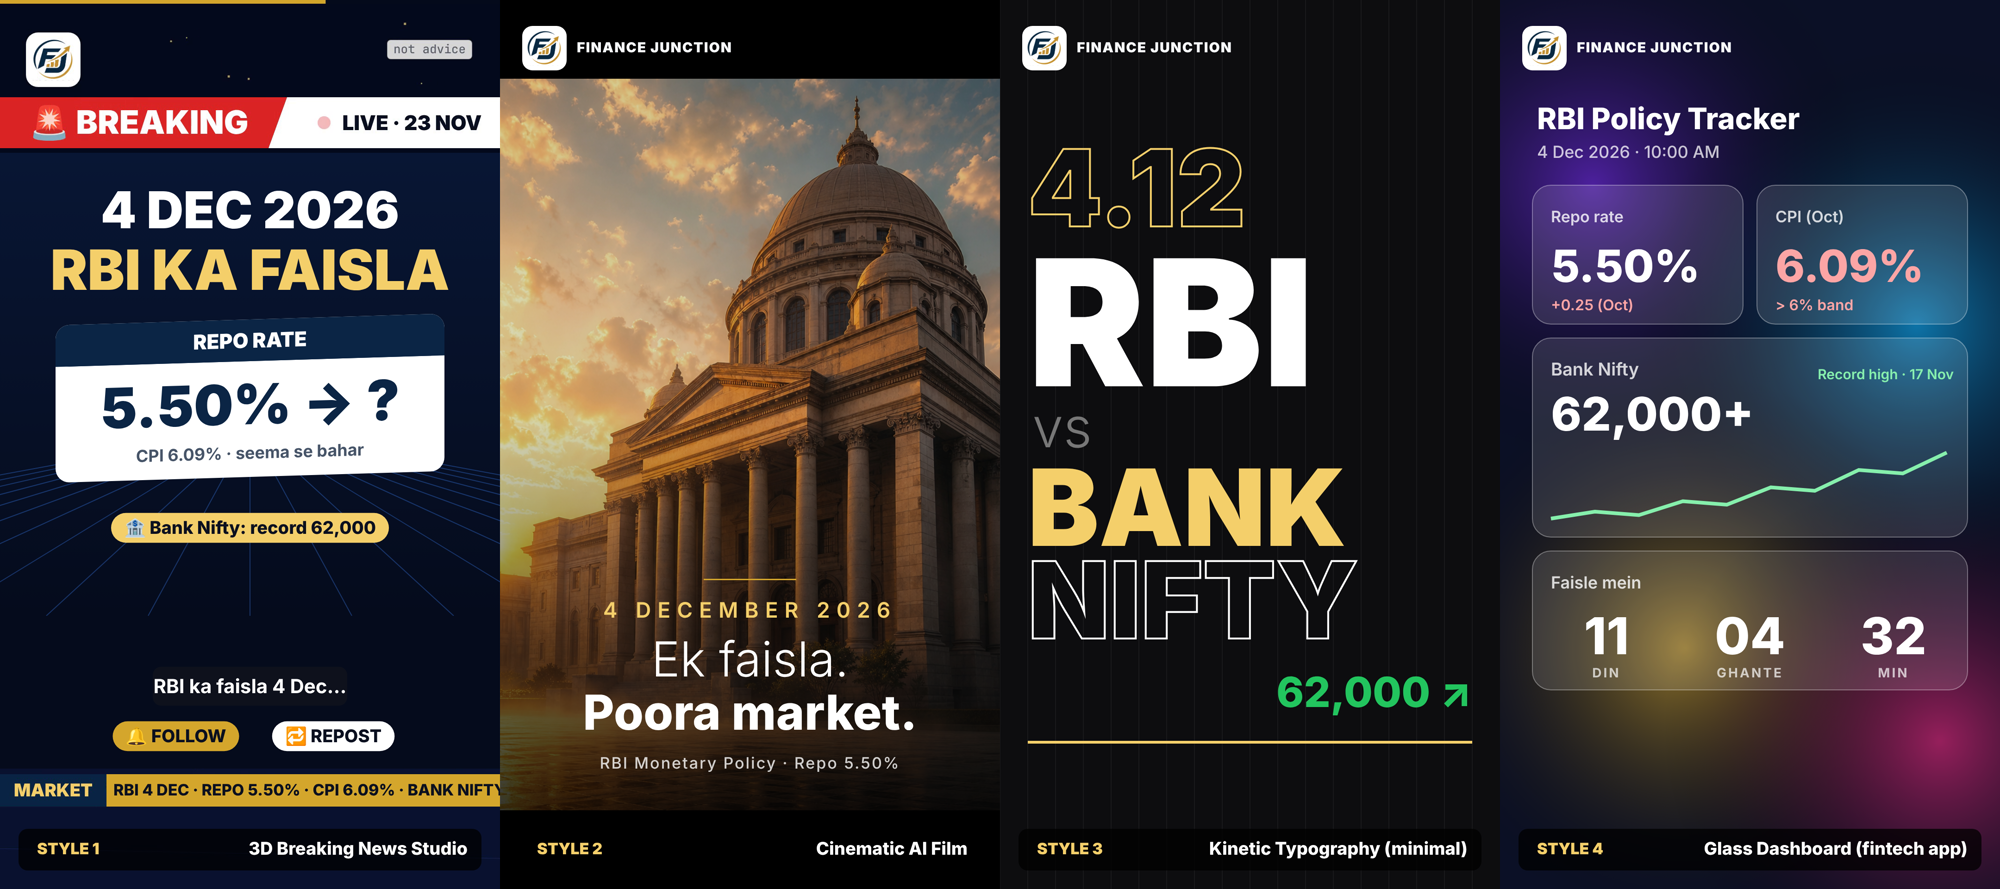 FJ
not advice
🚨 BREAKING
LIVE · 23 NOV
4 DEC 2026
RBI KA FAISLA
REPO RATE
5.50% → ?
CPI 6.09% · seema se bahar
🏦 Bank Nifty: record 62,000
RBI ka faisla 4 Dec...
🔔 FOLLOW
🔁 REPOST
MARKET
RBI 4 DEC · REPO 5.50% · CPI 6.09% · BANK NIFTY
STYLE 1
3D Breaking News Studio
FJ
FINANCE JUNCTION
4 DECEMBER 2026
Ek faisla.
Poora market.
RBI Monetary Policy · Repo 5.50%
STYLE 2
Cinematic AI Film
FJ
FINANCE JUNCTION
4.12
RBI
VS
BANK
NIFTY
62,000 ↗
STYLE 3
Kinetic Typography (minimal)
FJ
FINANCE JUNCTION
RBI Policy Tracker
4 Dec 2026 · 10:00 AM
Repo rate
5.50%
+0.25 (Oct)
CPI (Oct)
6.09%
> 6% band
Bank Nifty
Record high · 17 Nov
62,000+
Faisle mein
11 04 32
DIN GHANTE MIN
STYLE 4
Glass Dashboard (fintech app)